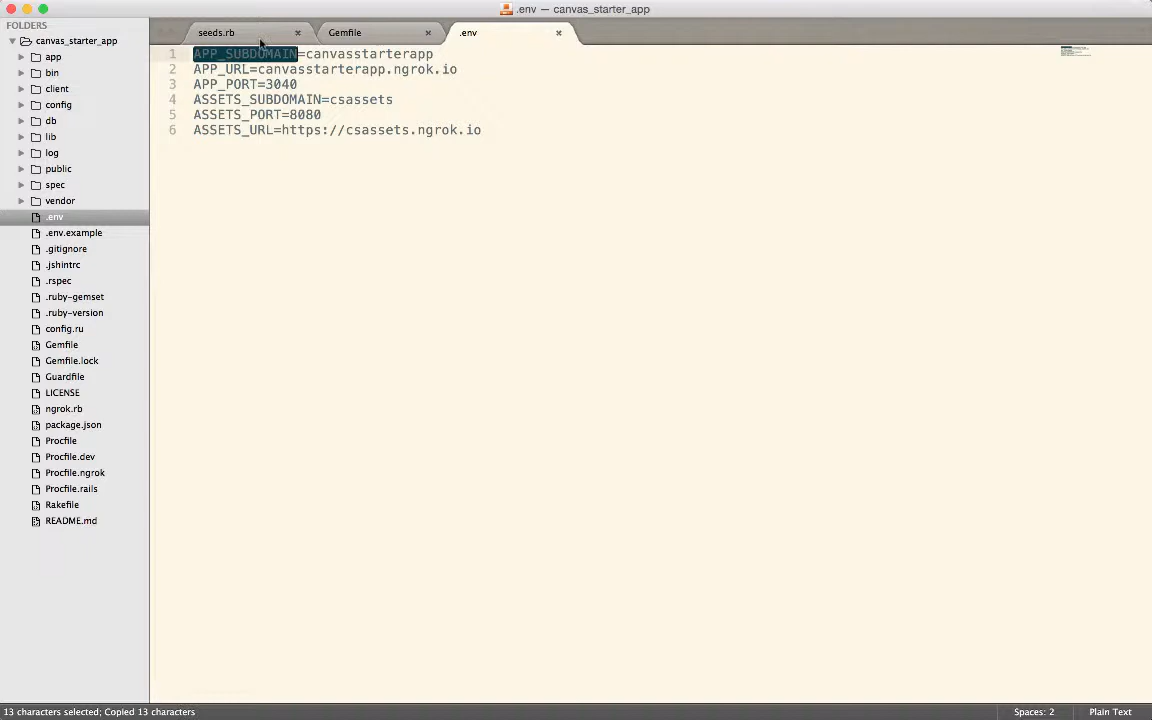 .env — canvas_starter_app
FOLDERS
canvas_starter_app
app
bin
client
config
db
lib
log
public
spec
vendor
.env
.env.example
.gitignore
.jshintrc
.rspec
.ruby-gemset
.ruby-version
config.ru
Gemfile
Gemfile.lock
Guardfile
LICENSE
ngrok.rb
package.json
Procfile
Procfile.dev
Procfile.ngrok
Procfile.rails
Rakefile
README.md
seeds.rb
Gemfile
.env
1 APP_SUBDOMAIN=canvasstarterapp
2 APP_URL=canvasstarterapp.ngrok.io
3 APP_PORT=3040
4 ASSETS_SUBDOMAIN=csassets
5 ASSETS_PORT=8080
6 ASSETS_URL=https://csassets.ngrok.io
13 characters selected; Copied 13 characters
Spaces: 2
Plain Text